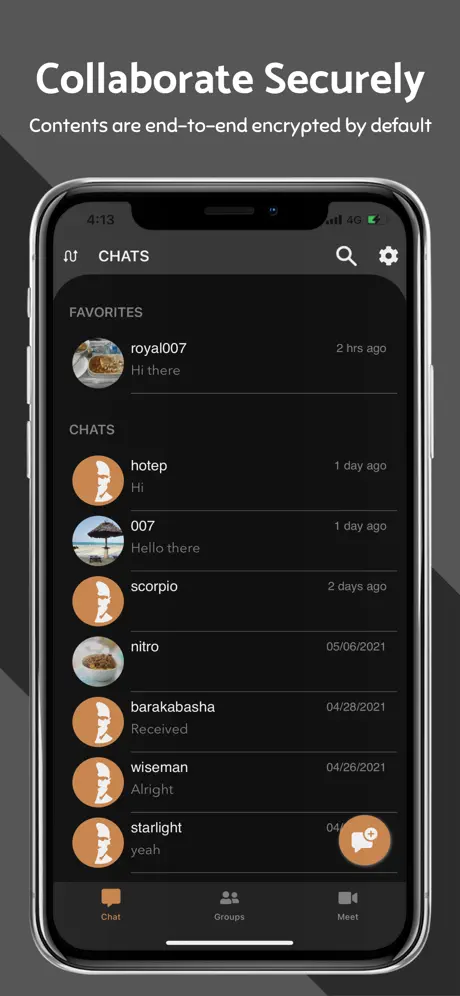 Collaborate Securely
Contents are end-to-end encrypted by default
4:13
4G
CHATS
FAVORITES
royal007
2 hrs ago
Hi there
CHATS
hotep
1 day ago
Hi
007
1 day ago
Hello there
scorpio
2 days ago
nitro
05/06/2021
barakabasha
04/28/2021
Received
wiseman
04/26/2021
Alright
starlight
04/
yeah
Chat
Groups
Meet